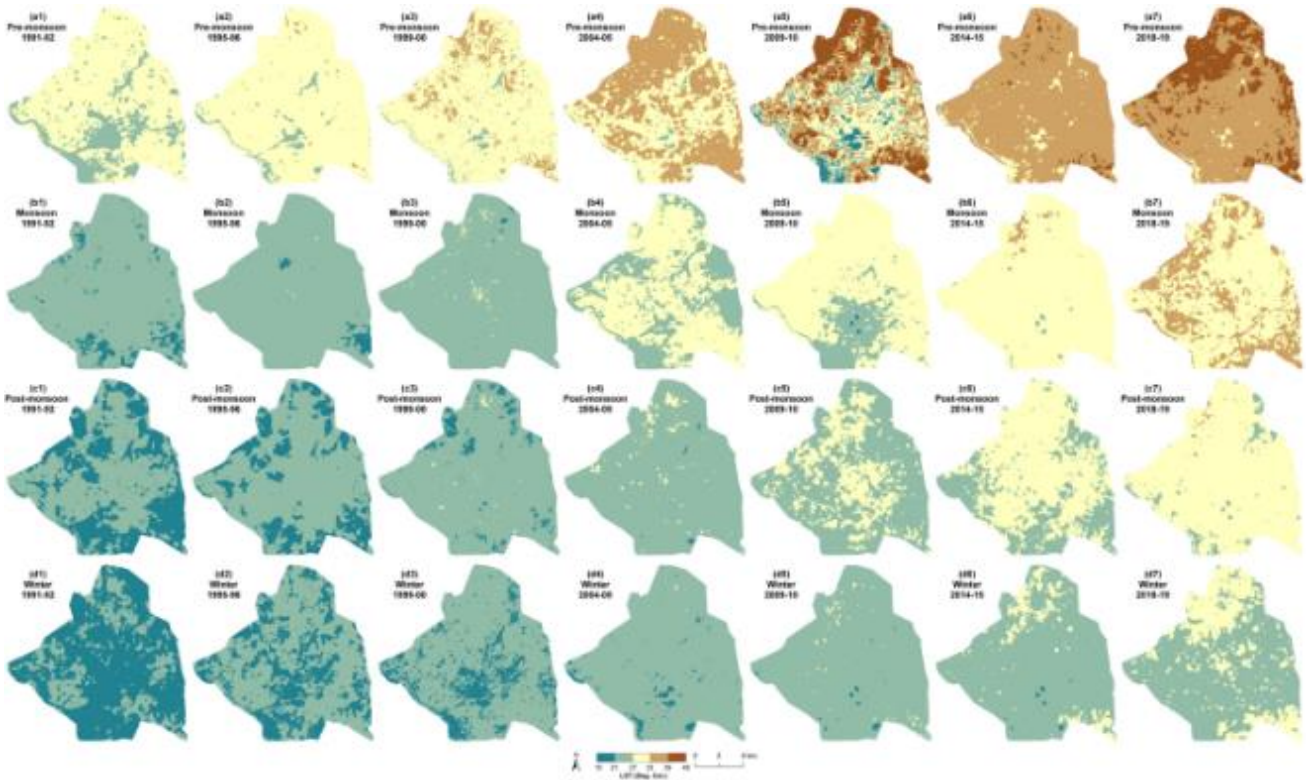 (a1)
Pre-monsoon
1991-92
(a2)
Pre-monsoon
1995-96
(a3)
Pre-monsoon
1999-00
(a4)
Pre-monsoon
2004-05
(a5)
Pre-monsoon
2009-10
(a6)
Pre-monsoon
2014-15
(a7)
Pre-monsoon
2018-19
(b1)
Monsoon
1991-92
(b2)
Monsoon
1995-96
(b3)
Monsoon
1999-00
(b4)
Monsoon
2004-05
(b5)
Monsoon
2009-10
(b6)
Monsoon
2014-15
(b7)
Monsoon
2018-19
(c1)
Post-monsoon
1991-92
(c2)
Post-monsoon
1995-96
(c3)
Post-monsoon
1999-00
(c4)
Post-monsoon
2004-05
(c5)
Post-monsoon
2009-10
(c6)
Post-monsoon
2014-15
(c7)
Post-monsoon
2018-19
(d1)
Winter
1991-92
(d2)
Winter
1995-96
(d3)
Winter
1999-00
(d4)
Winter
2004-05
(d5)
Winter
2009-10
(d6)
Winter
2014-15
(d7)
Winter
2018-19